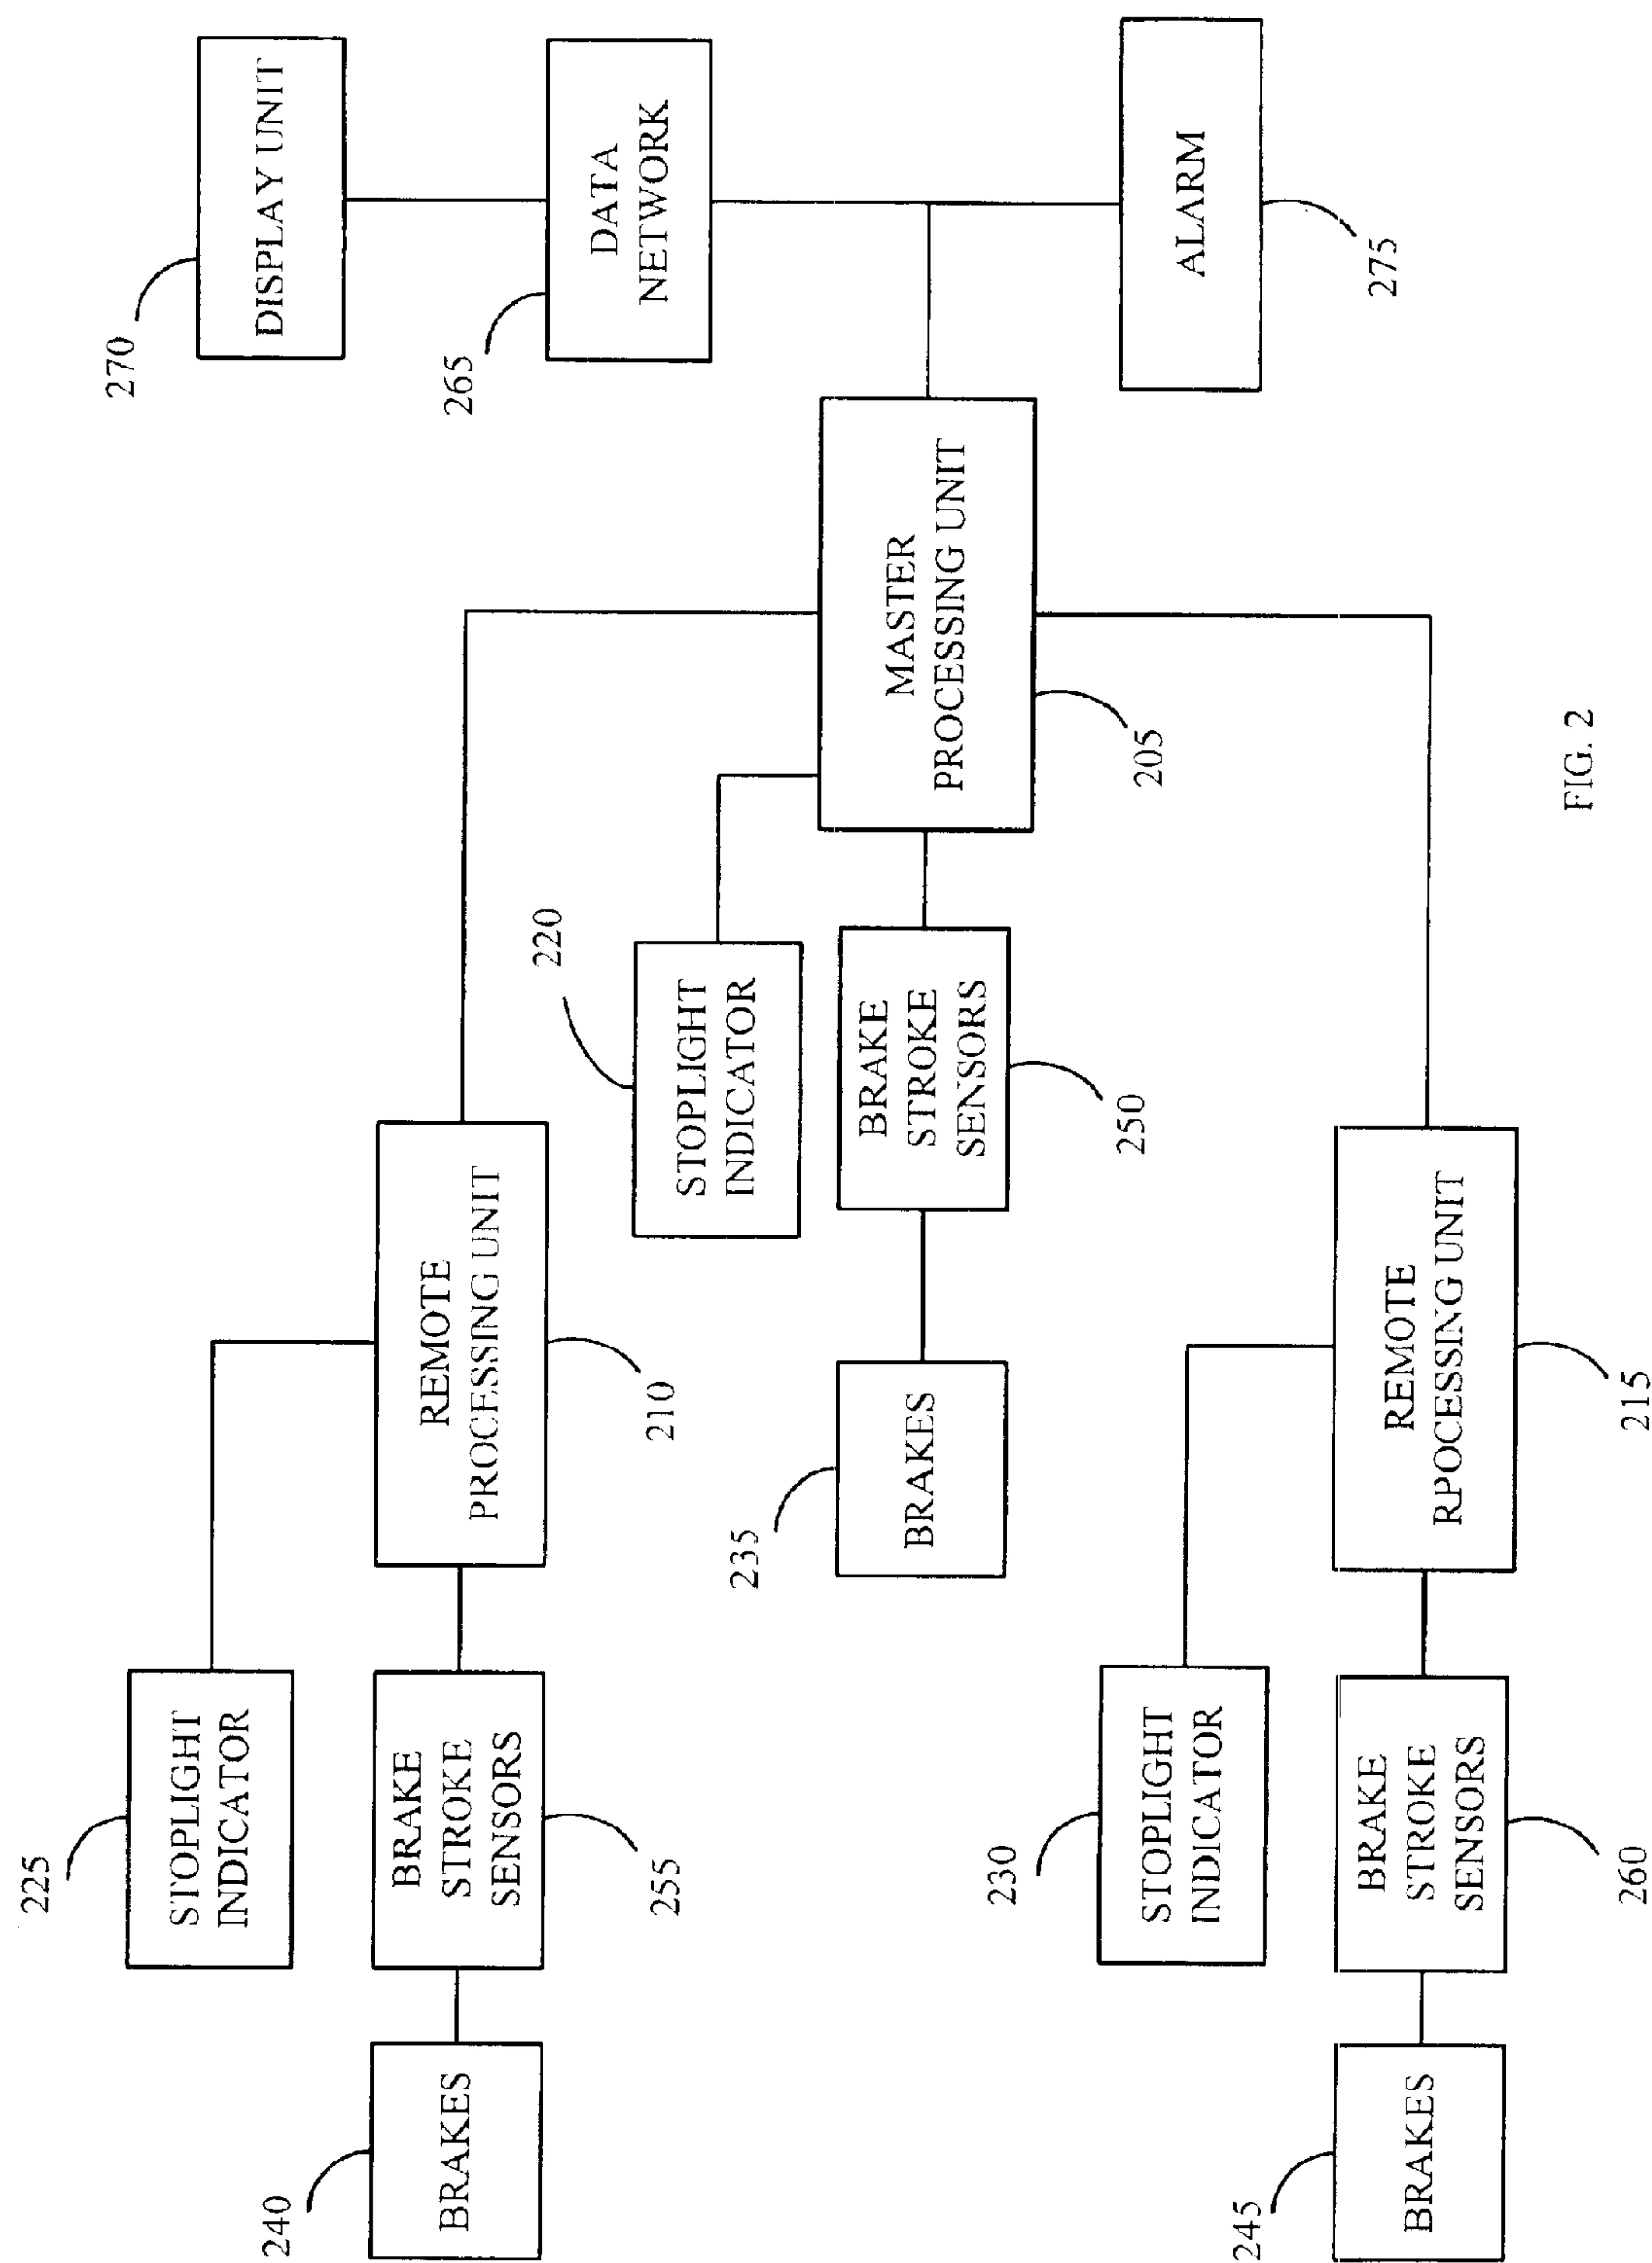 225
STOPLIGHT
INDICATOR
240
BRAKES
BRAKE
STROKE
SENSORS
255
REMOTE
PROCESSING UNIT
210
220
STOPLIGHT
INDICATOR
235
BRAKES
BRAKE
STROKE
SENSORS
250
MASTER
PROCESSING UNIT
205
270
DISPLAY UNIT
265
DATA
NETWORK
ALARM
275
230
STOPLIGHT
INDICATOR
245
BRAKES
BRAKE
STROKE
SENSORS
260
REMOTE
RPOCESSING UNIT
215
FIG. 2